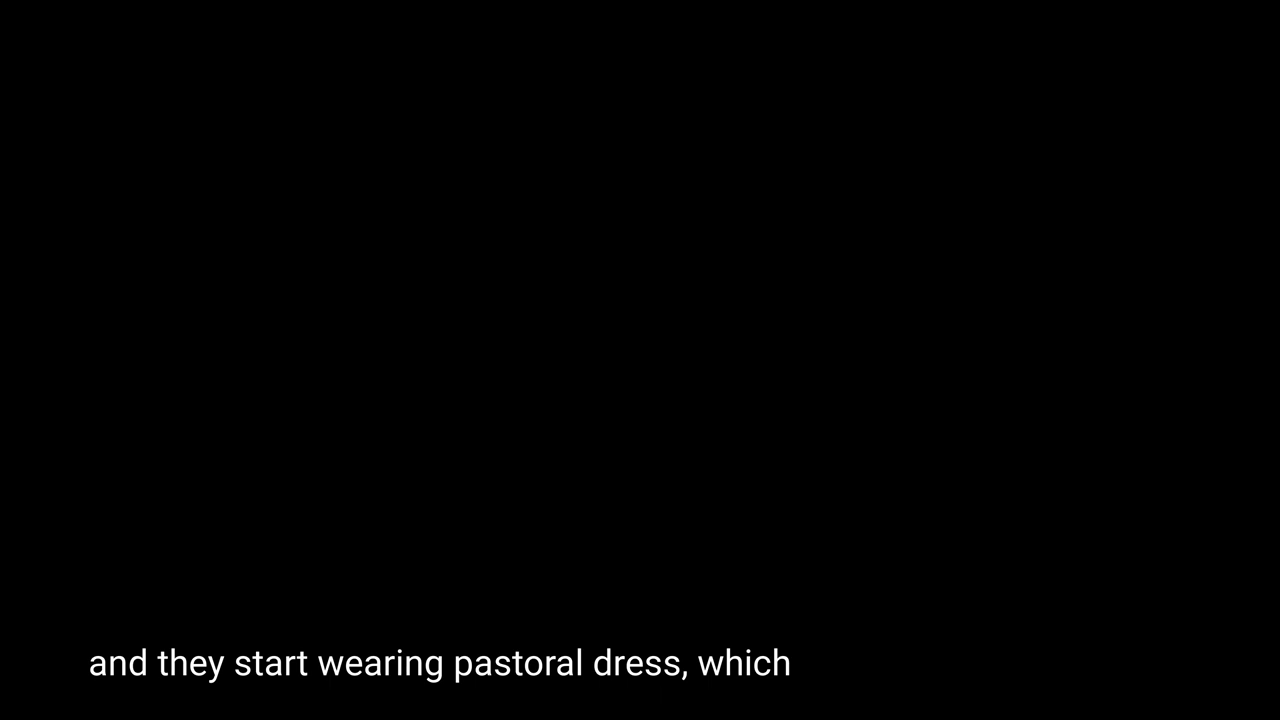 and they start wearing pastoral dress, which